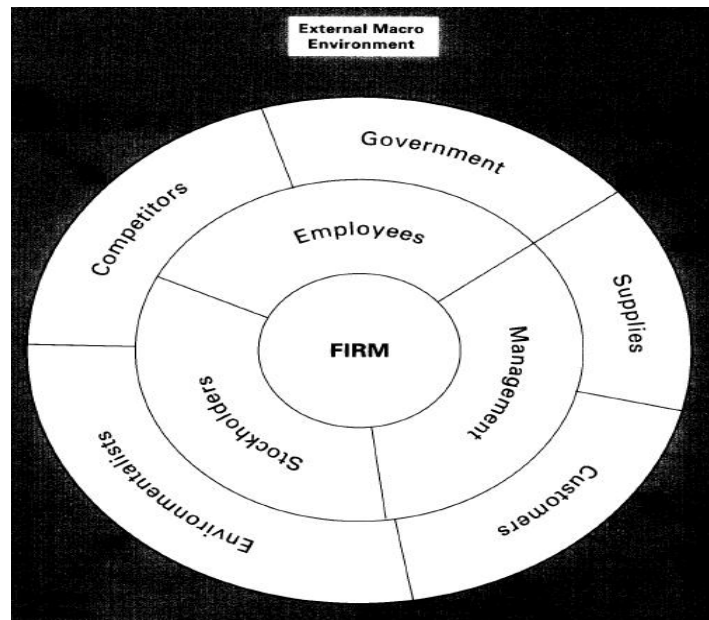 External Macro
Environment
Government
Competitors
Employees
Supplies
FIRM
Management
Stockholders
Environmentalists
Customers